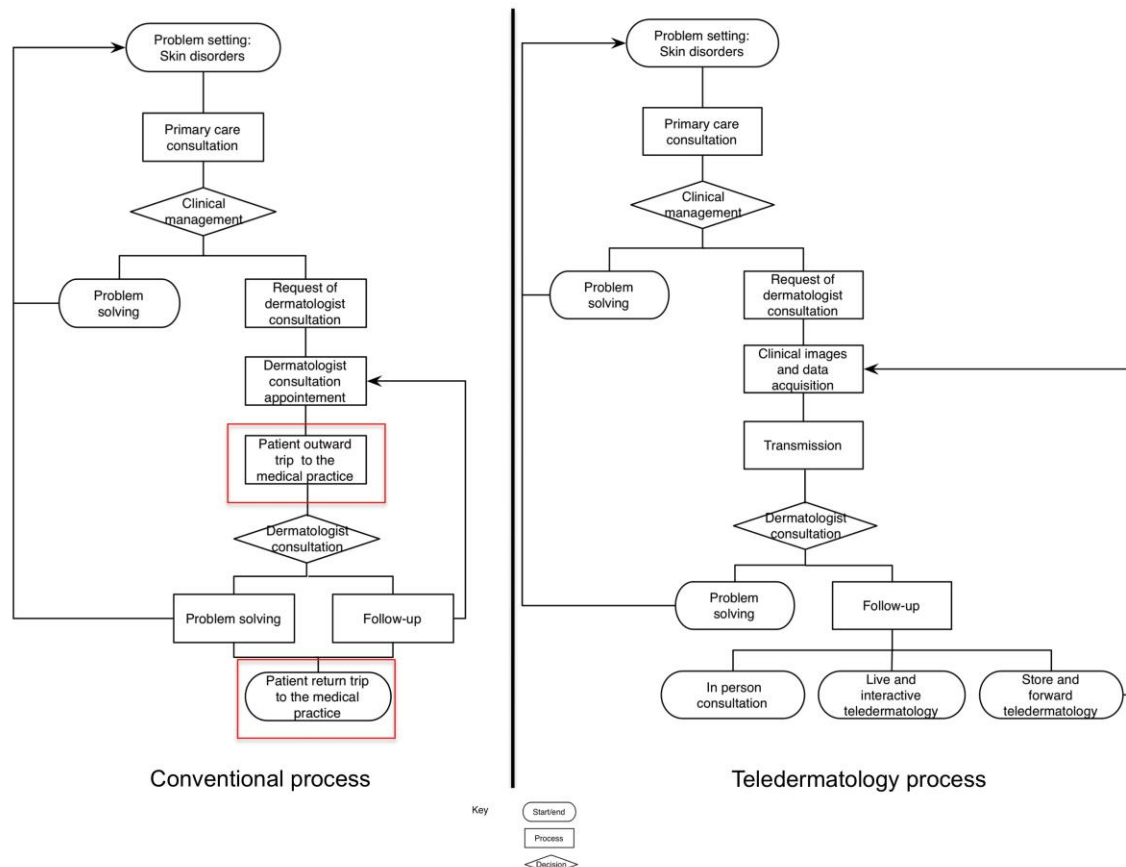 Problem setting:
Skin disorders
Primary care
consultation
Clinical
management
Problem
solving
Request of
dermatologist
consultation
Dermatologist
consultation
appointement
Patient outward
trip to the
medical practice
Dermatologist
consultation
Problem solving
Follow-up
Patient return trip
to the medical
practice
Conventional process
Problem setting:
Skin disorders
Primary care
consultation
Clinical
management
Problem
solving
Request of
dermatologist
consultation
Clinical images
and data
acquisition
Transmission
Dermatologist
consultation
Problem
solving
Follow-up
In person
consultation
Live and
interactive
teledermatology
Store and
forward
teledermatology
Teledermatology process
Key
Start/end
Process
Decision